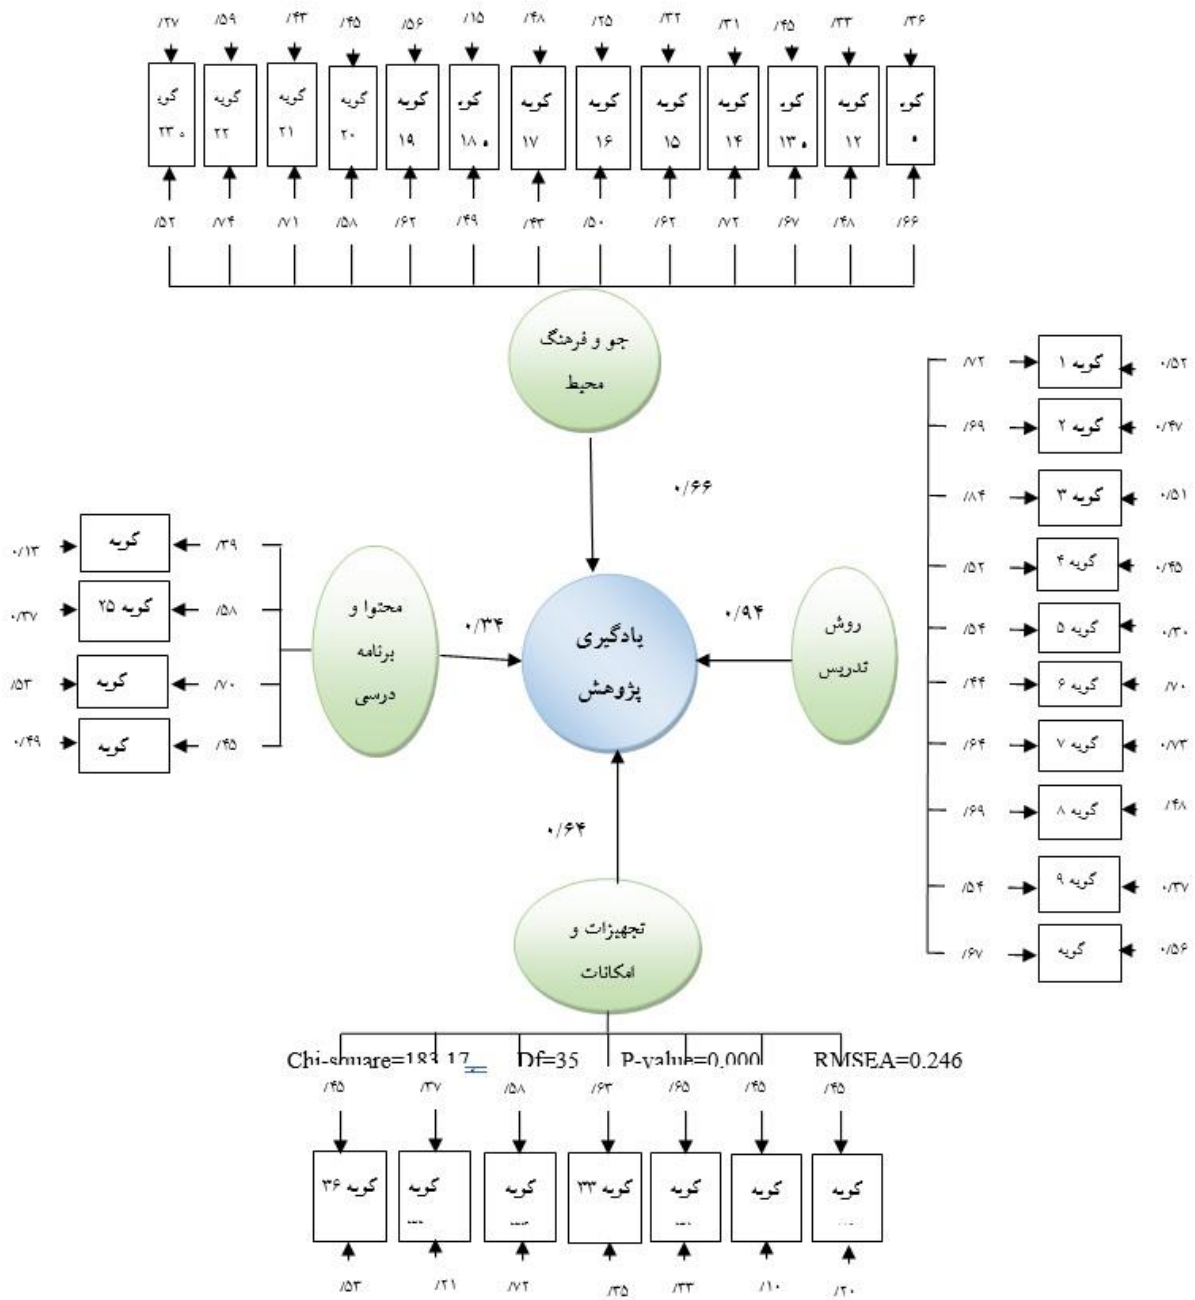 /۲۷ /۵۹ /۴۳ /۴۵ /۵۶ /۱۵ /۴۸ /۲۵ /۳۲ /۳۱ /۴۵ /۳۳ /۳۶
گویه ۲۲
گویه ۲۱
گویه ۲۰
گویه ۱۹
گویه ۱۷
گویه ۱۶
گویه ۱۵
گویه ۱۴
گویه ۱۲
/۵۲ /۷۴ /۷۱ /۵۸ /۶۲ /۴۹ /۴۳ /۵۰ /۶۲ /۷۲ /۶۷ /۴۸ /۶۶
جو و فرهنگ
محیط
۰/۶۶
/۷۲ گویه ۱ ۰/۵۲
/۶۹ گویه ۲ ۰/۴۷
/۸۴ گویه ۳ ۰/۵۱
/۵۲ گویه ۴ ۰/۴۵
/۵۴ گویه ۵ ۰/۳۰
/۴۴ گویه ۶ /۷۰
/۶۴ گویه ۷ ۰/۷۳
/۶۹ گویه ۸ /۴۸
/۵۴ گویه ۹ ۰/۳۷
/۶۷ گویه ۰/۵۶
روش
تدریس
۰/۹۴
یادگیری
پژوهش
۰/۳۴
محتوا و
برنامه
درسی
۰/۱۳ گویه /۳۹
۰/۳۷ گویه ۲۵ /۵۸
/۵۳ گویه /۷۰
۰/۴۹ گویه /۴۵
۰/۶۴
تجهیزات و
امکانات
Chi-square=183.17 Df=35 P-value=0.000 RMSEA=0.246
/۴۵ /۳۷ /۵۸ /۶۳ /۶۵ /۴۵ /۴۵
گویه ۳۶ گویه گویه گویه ۳۳ گویه گویه گویه
/۵۳ /۲۱ /۷۲ /۳۵ /۳۳ /۱۰ /۲۰